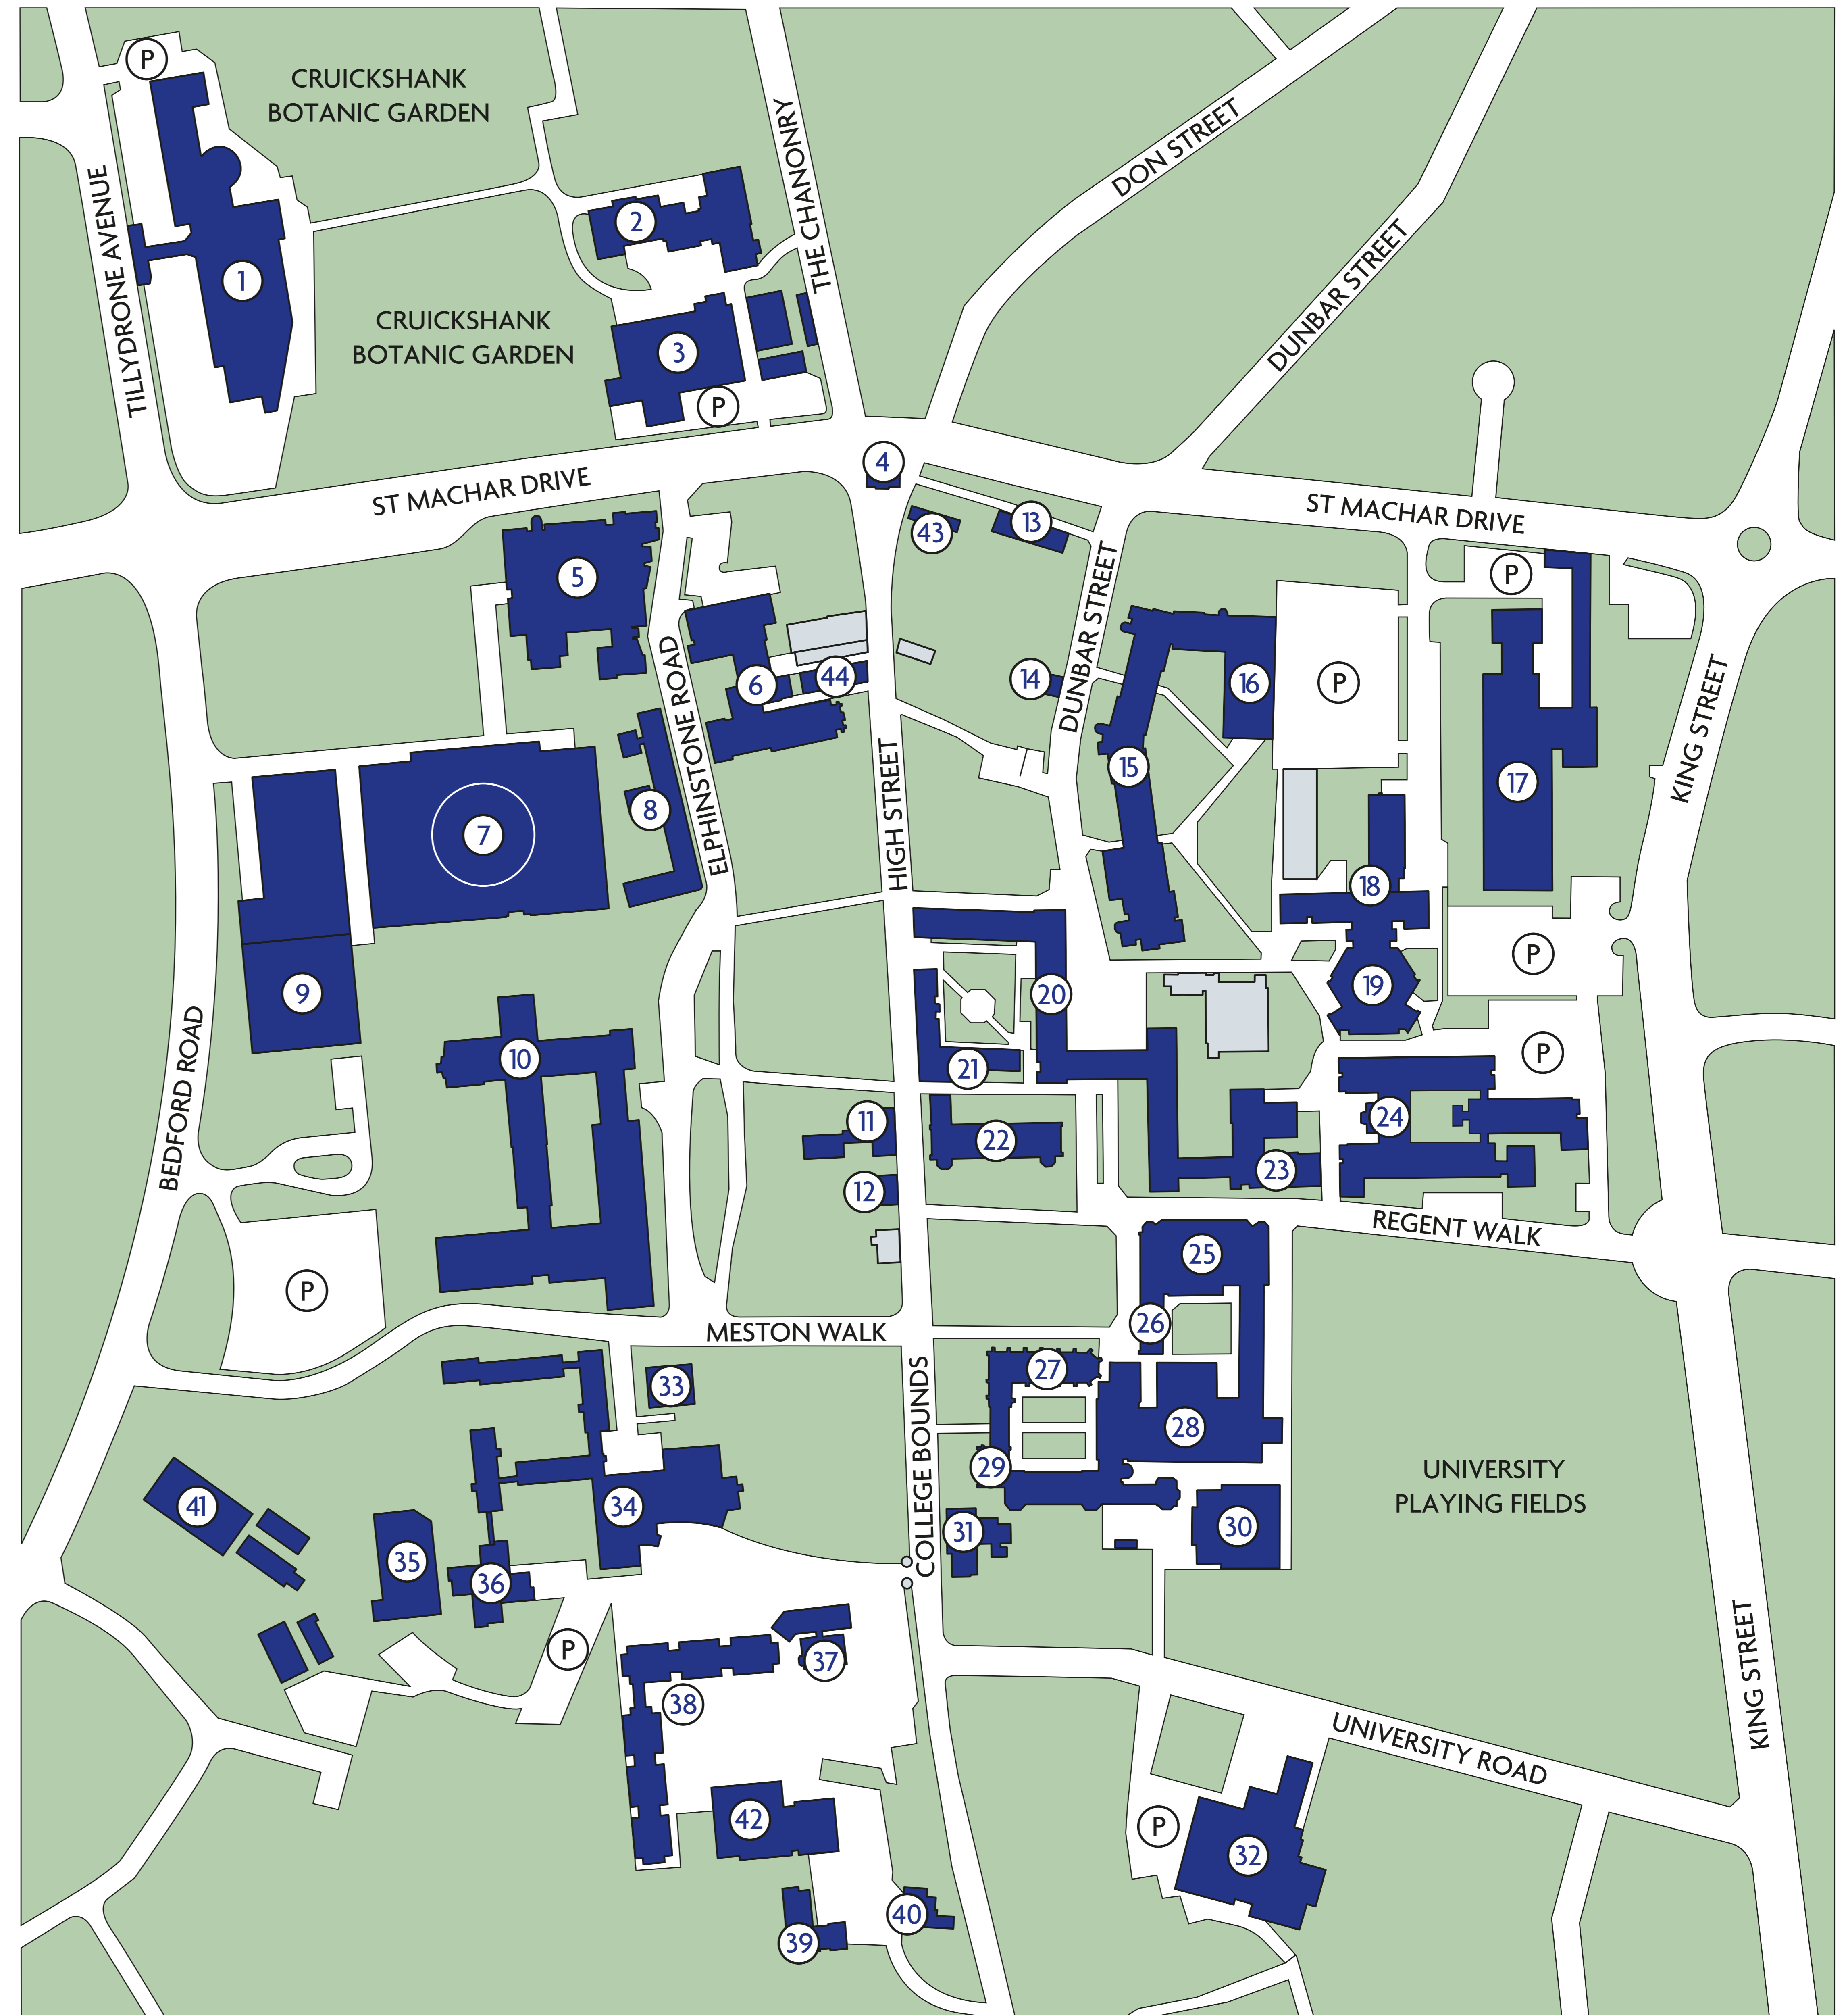 P
CRUICKSHANK
BOTANIC GARDEN
THE CHANONRY
DON STREET
TILLYDRONE AVENUE
2
DUNBAR STREET
1
CRUICKSHANK
BOTANIC GARDEN
3
P
4
ST MACHAR DRIVE
ST MACHAR DRIVE
43
13
5
P
DUNBAR STREET
ELPHINSTONE ROAD
6
44
14
16
P
KING STREET
15
17
HIGH STREET
8
7
18
9
20
19
P
BEDFORD ROAD
10
21
P
11
22
24
12
23
REGENT WALK
25
P
MESTON WALK
26
27
33
COLLEGE BOUNDS
28
29
UNIVERSITY
PLAYING FIELDS
41
34
31
30
35
36
P
37
KING STREET
38
UNIVERSITY ROAD
42
P
32
40
39